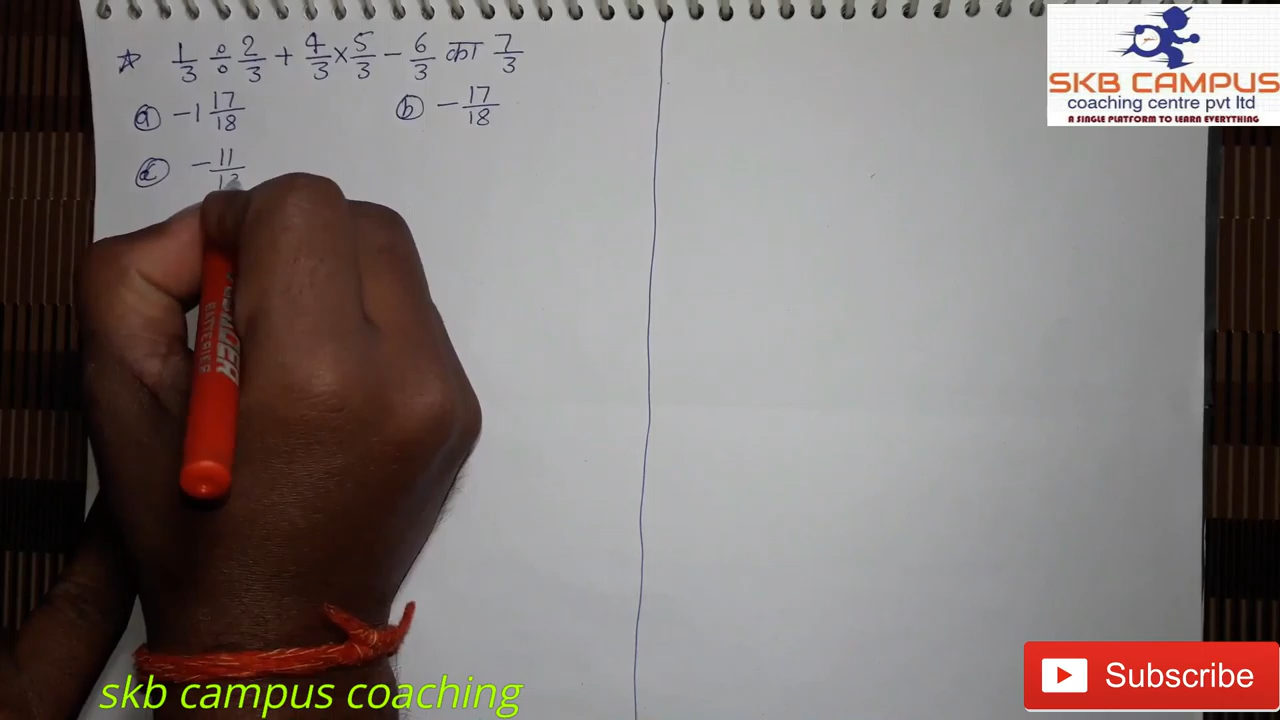 ☆ 1/3 ÷ 2/3 + 4/3 × 5/3 − 6/3 का 7/3
(a) −1 17/18 (b) −17/18
(c) −11/
SKB CAMPUS
coaching centre pvt ltd
A SINGLE PLATFORM TO LEARN EVERYTHING
Subscribe
skb campus coaching